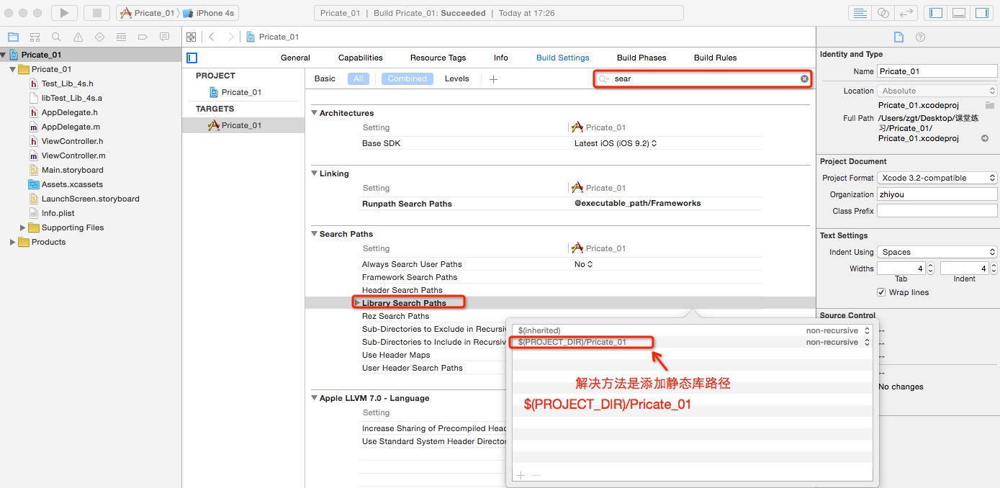 Pricate_01 iPhone 4s
Pricate_01 | Build Pricate_01: Succeeded | Today at 17:26
Pricate_01
Pricate_01
Pricate_01
Test_Lib_4s.h
libTest_Lib_4s.a
AppDelegate.h
AppDelegate.m
ViewController.h
ViewController.m
Main.storyboard
Assets.xcassets
LaunchScreen.storyboard
Info.plist
Supporting Files
Products
General Capabilities Resource Tags Info Build Settings Build Phases Build Rules
PROJECT
Pricate_01
TARGETS
Pricate_01
Basic All Combined Levels sear
Architectures
Setting Pricate_01
Base SDK Latest iOS (iOS 9.2)
Linking
Setting Pricate_01
Runpath Search Paths @executable_path/Frameworks
Search Paths
Setting Pricate_01
Always Search User Paths No
Framework Search Paths
Header Search Paths
Library Search Paths
Rez Search Paths
Sub-Directories to Exclude in Recursiv
Sub-Directories to Include in Recursiv
Use Header Maps
User Header Search Paths
Apple LLVM 7.0 - Language
Setting
Increase Sharing of Precompiled Head
Use Standard System Header Director
$(inherited) non-recursive
$(PROJECT_DIR)/Pricate_01 non-recursive
解决方法是添加静态库路径
$(PROJECT_DIR)/Pricate_01
Identity and Type
Name Pricate_01
Location Absolute
Pricate_01.xcodeproj
Full Path /Users/zgt/Desktop/课堂练
习/Pricate_01/
Pricate_01.xcodeproj
Project Document
Project Format Xcode 3.2-compatible
Organization zhiyou
Class Prefix
Text Settings
Indent Using Spaces
Widths 4 4
Tab Indent
Wrap lines
Source Control
--
--
--
--
No changes